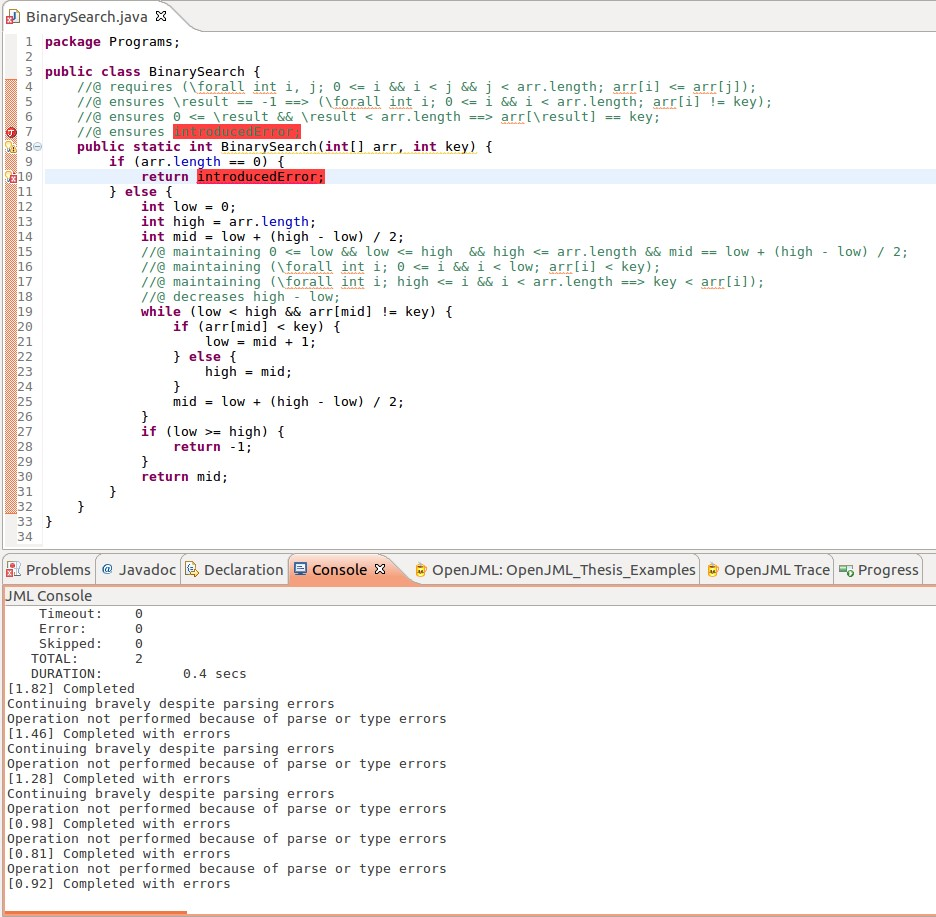 BinarySearch.java
1 package Programs;
2
3 public class BinarySearch {
4     //@ requires (\forall int i, j; 0 <= i && i < j && j < arr.length; arr[i] <= arr[j]);
5     //@ ensures \result == -1 ==> (\forall int i; 0 <= i && i < arr.length; arr[i] != key);
6     //@ ensures 0 <= \result && \result < arr.length ==> arr[\result] == key;
7     //@ ensures introducedError;
8     public static int BinarySearch(int[] arr, int key) {
9         if (arr.length == 0) {
10             return introducedError;
11         } else {
12             int low = 0;
13             int high = arr.length;
14             int mid = low + (high - low) / 2;
15             //@ maintaining 0 <= low && low <= high  && high <= arr.length && mid == low + (high - low) / 2;
16             //@ maintaining (\forall int i; 0 <= i && i < low; arr[i] < key);
17             //@ maintaining (\forall int i; high <= i && i < arr.length ==> key < arr[i]);
18             //@ decreases high - low;
19             while (low < high && arr[mid] != key) {
20                 if (arr[mid] < key) {
21                     low = mid + 1;
22                 } else {
23                     high = mid;
24                 }
25                 mid = low + (high - low) / 2;
26             }
27             if (low >= high) {
28                 return -1;
29             }
30             return mid;
31         }
32     }
33 }
34
Problems @ Javadoc Declaration Console OpenJML: OpenJML_Thesis_Examples OpenJML Trace Progress
JML Console
    Timeout:    0
    Error:      0
    Skipped:    0
   TOTAL:       2
   DURATION:          0.4 secs
[1.82] Completed
Continuing bravely despite parsing errors
Operation not performed because of parse or type errors
[1.46] Completed with errors
Continuing bravely despite parsing errors
Operation not performed because of parse or type errors
[1.28] Completed with errors
Continuing bravely despite parsing errors
Operation not performed because of parse or type errors
[0.98] Completed with errors
Operation not performed because of parse or type errors
[0.81] Completed with errors
Operation not performed because of parse or type errors
[0.92] Completed with errors